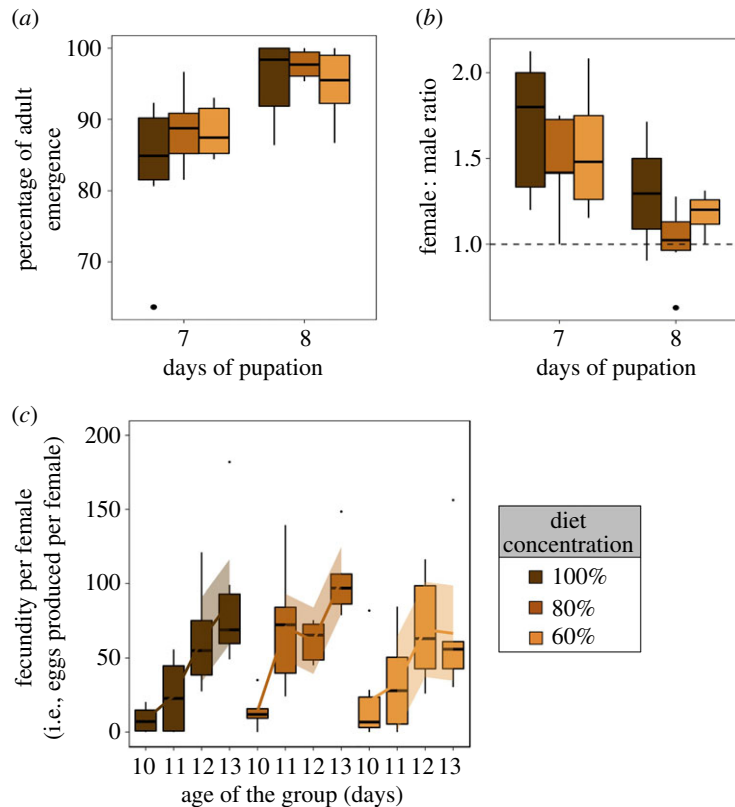 (a)
percentage of adult
emergence
100
90
80
70
7 8
days of pupation
(b)
female : male ratio
2.0
1.5
1.0
7 8
days of pupation
(c)
fecundity per female
(i.e., eggs produced per female)
200
150
100
50
0
10 11 12 13 10 11 12 13 10 11 12 13
age of the group (days)
diet
concentration
100%
80%
60%